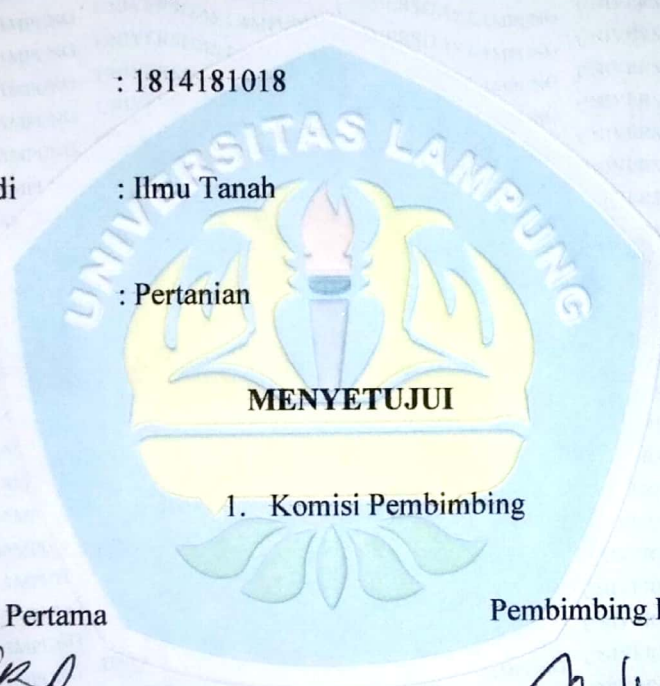 : 1814181018
UNIVERSITAS LAMPUNG
di : Ilmu Tanah
: Pertanian
MENYETUJUI
1. Komisi Pembimbing
Pertama Pembimbing